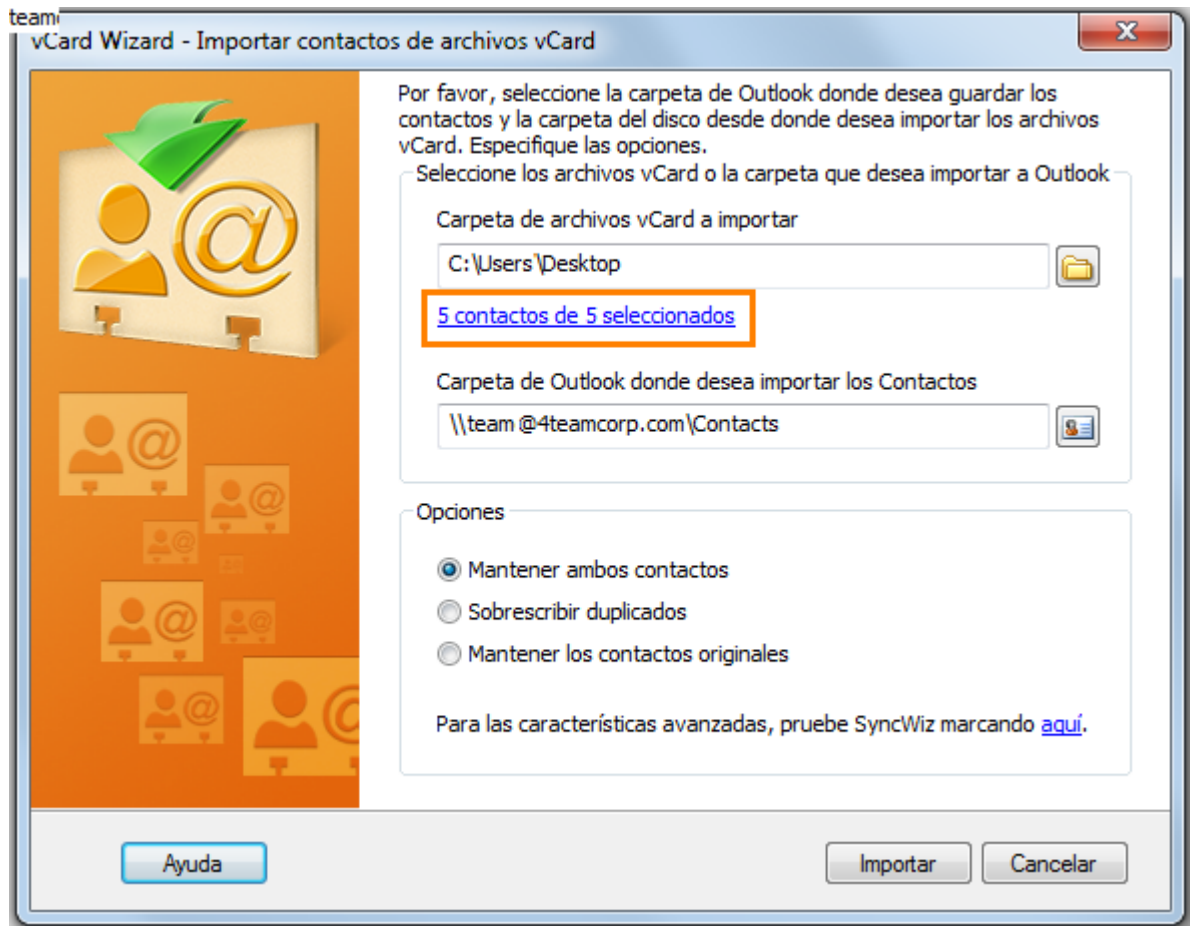 team
vCard Wizard - Importar contactos de archivos vCard
Por favor, seleccione la carpeta de Outlook donde desea guardar los
contactos y la carpeta del disco desde donde desea importar los archivos
vCard. Especifique las opciones.
Seleccione los archivos vCard o la carpeta que desea importar a Outlook
Carpeta de archivos vCard a importar
C:\Users\Desktop
5 contactos de 5 seleccionados
Carpeta de Outlook donde desea importar los Contactos
\\team @4teamcorp.com\Contacts
Opciones
Mantener ambos contactos
Sobrescribir duplicados
Mantener los contactos originales
Para las características avanzadas, pruebe SyncWiz marcando aquí.
Ayuda
Importar
Cancelar